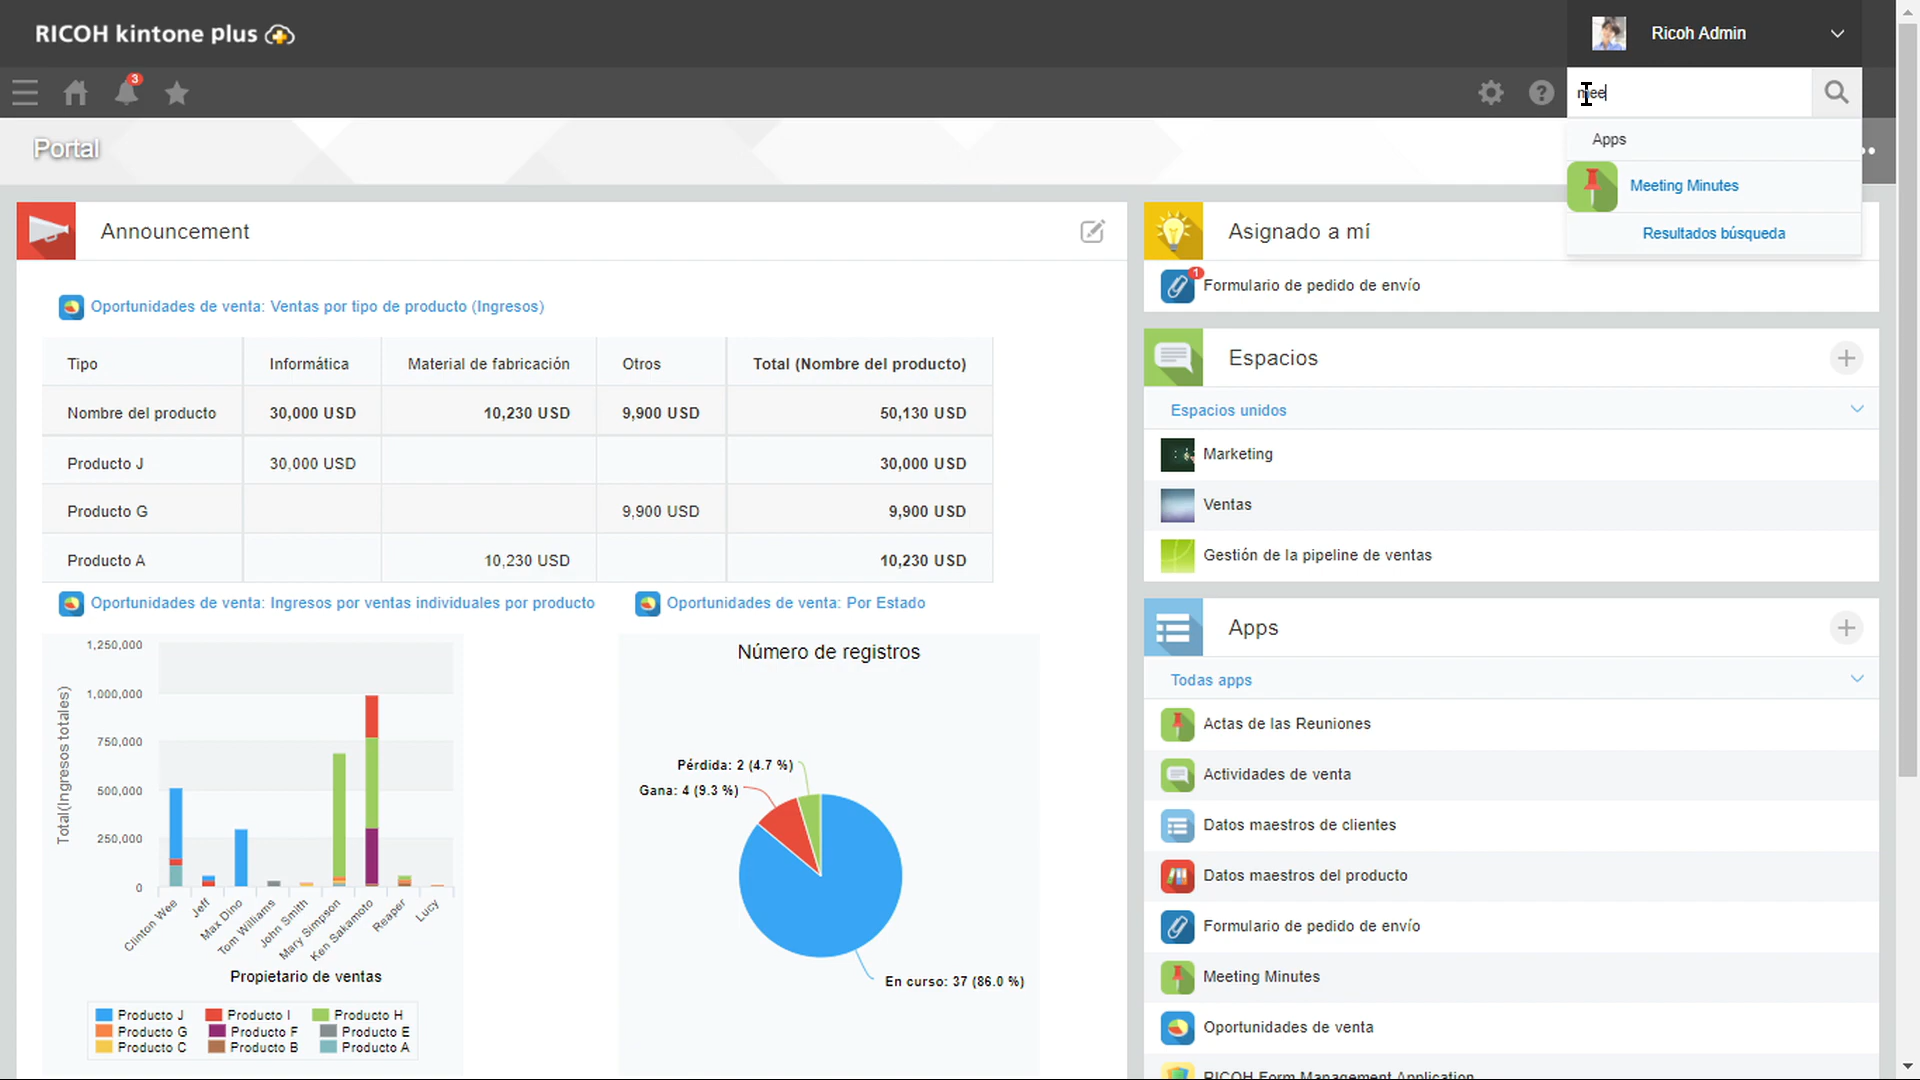 RICOH kintone plus
Ricoh Admin
3
mee
Apps
Meeting Minutes
Resultados búsqueda
Portal
Announcement
Oportunidades de venta: Ventas por tipo de producto (Ingresos)
Tipo Informática Material de fabricación Otros Total (Nombre del producto)
Nombre del producto 30,000 USD 10,230 USD 9,900 USD 50,130 USD
Producto J 30,000 USD 30,000 USD
Producto G 9,900 USD 9,900 USD
Producto A 10,230 USD 10,230 USD
Oportunidades de venta: Ingresos por ventas individuales por producto
Total(Ingresos totales)
1,250,000
1,000,000
750,000
500,000
250,000
0
Clinton Wee
Jeff
Max Dino
Tom Williams
John Smith
Mary Simpson
Ken Sakamoto
Reaper
Lucy
Propietario de ventas
Producto J Producto I Producto H
Producto G Producto F Producto E
Producto C Producto B Producto A
Oportunidades de venta: Por Estado
Número de registros
Pérdida: 2 (4.7 %)
Gana: 4 (9.3 %)
En curso: 37 (86.0 %)
Asignado a mí
1
Formulario de pedido de envío
Espacios
Espacios unidos
Marketing
Ventas
Gestión de la pipeline de ventas
Apps
Todas apps
Actas de las Reuniones
Actividades de venta
Datos maestros de clientes
Datos maestros del producto
Formulario de pedido de envío
Meeting Minutes
Oportunidades de venta
RICOH Form Management Application